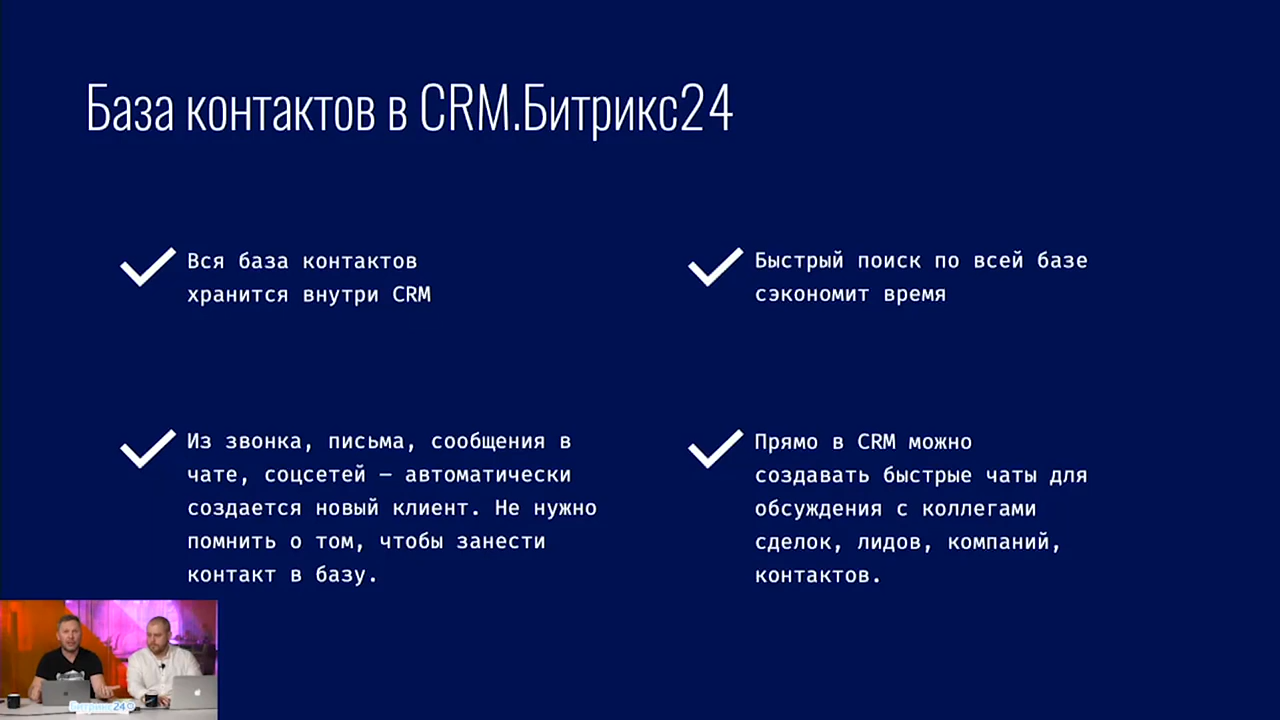 База контактов в CRM.Битрикс24
Вся база контактов
хранится внутри CRM
Быстрый поиск по всей базе
сэкономит время
Из звонка, письма, сообщения в
чате, соцсетей – автоматически
создается новый клиент. Не нужно
помнить о том, чтобы занести
контакт в базу.
Прямо в CRM можно
создавать быстрые чаты для
обсуждения с коллегами
сделок, лидов, компаний,
контактов.
Битрикс24